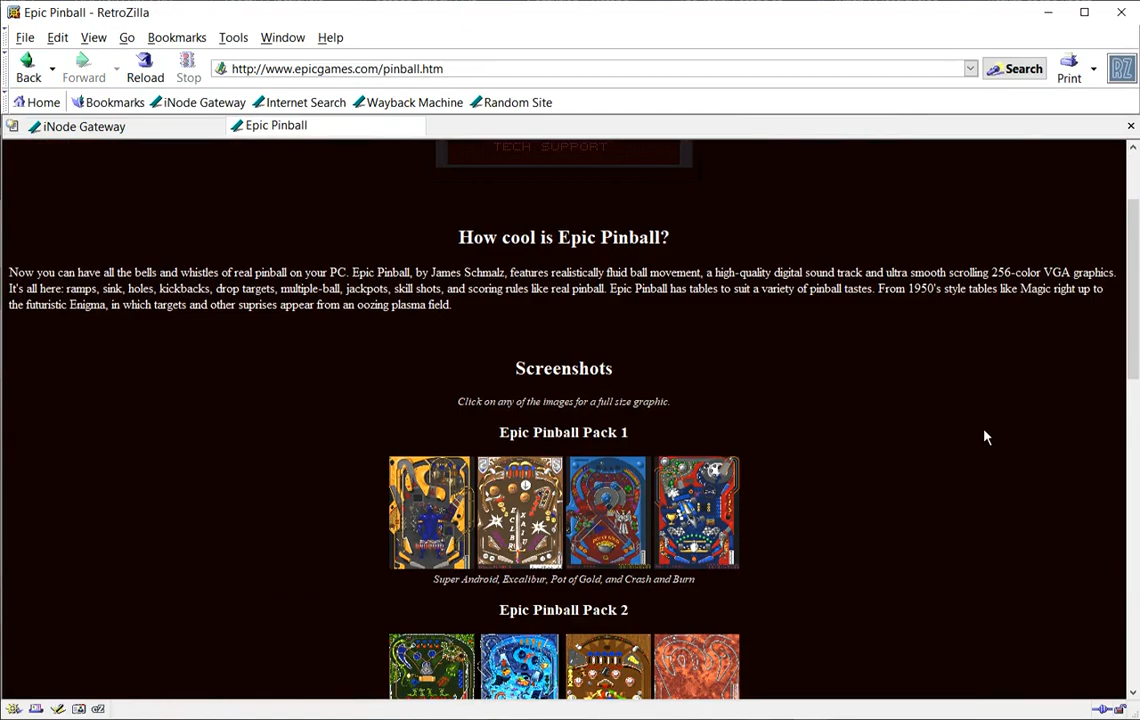 Epic Pinball - RetroZilla
File Edit View Go Bookmarks Tools Window Help
Back Forward Reload Stop http://www.epicgames.com/pinball.htm Search Print RZ
Home Bookmarks iNode Gateway Internet Search Wayback Machine Random Site
iNode Gateway Epic Pinball
TECH SUPPORT
How cool is Epic Pinball?
Now you can have all the bells and whistles of real pinball on your PC. Epic Pinball, by James Schmalz, features realistically fluid ball movement, a high-quality digital sound track and ultra smooth scrolling 256-color VGA graphics.
It's all here: ramps, sink, holes, kickbacks, drop targets, multiple-ball, jackpots, skill shots, and scoring rules like real pinball. Epic Pinball has tables to suit a variety of pinball tastes. From 1950's style tables like Magic right up to
the futuristic Enigma, in which targets and other suprises appear from an oozing plasma field.
Screenshots
Click on any of the images for a full size graphic.
Epic Pinball Pack 1
Super Android, Excalibur, Pot of Gold, and Crash and Burn
Epic Pinball Pack 2